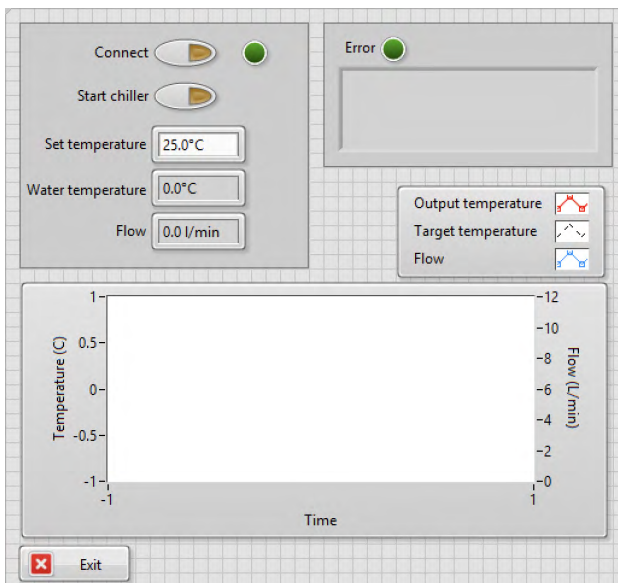 Connect
Start chiller
Set temperature 25.0°C
Water temperature 0.0°C
Flow 0.0 l/min
Error
Output temperature
Target temperature
Flow
1
0.5
0
-0.5
-1
Temperature (C)
12
10
8
6
4
2
0
Flow (L/min)
-1
1
Time
Exit